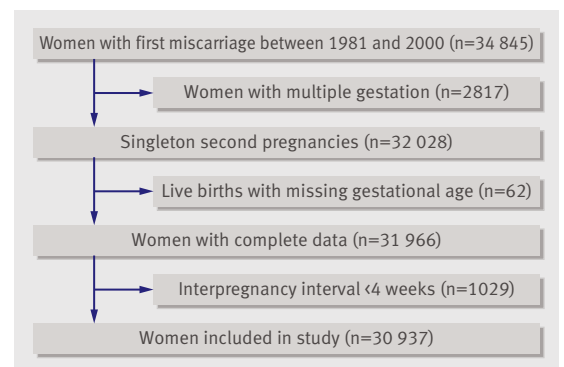 Women with first miscarriage between 1981 and 2000 (n=34 845)
Women with multiple gestation (n=2817)
Singleton second pregnancies (n=32 028)
Live births with missing gestational age (n=62)
Women with complete data (n=31 966)
Interpregnancy interval <4 weeks (n=1029)
Women included in study (n=30 937)